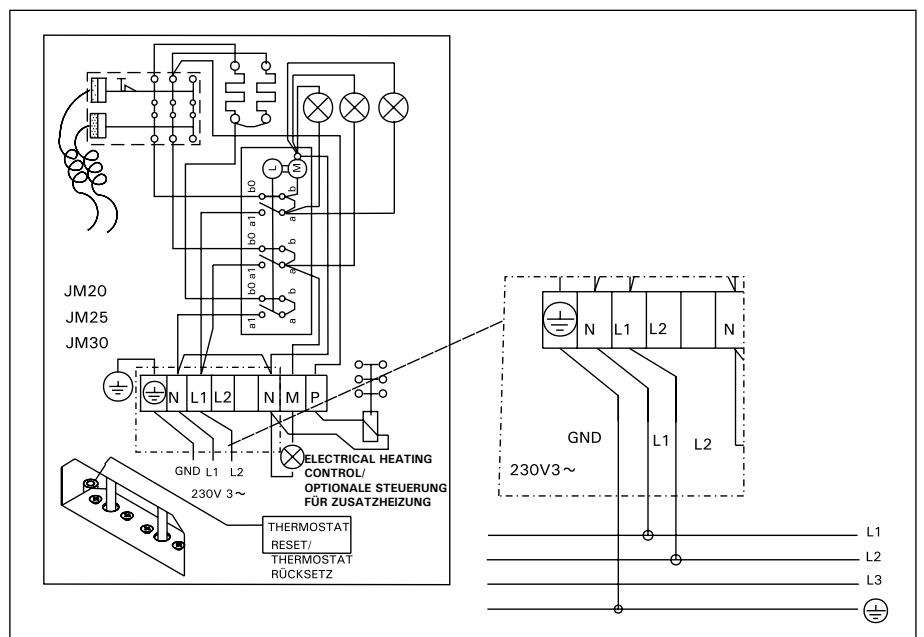 L M
b0 b
a1 a
b0 b
a1 a
b0 b
a1 a
JM20
JM25
JM30
N L1 L2 N M P
GND L1 L2
230V 3~
ELECTRICAL HEATING
CONTROL/
OPTIONALE STEUERUNG
FÜR ZUSATZHEIZUNG
THERMOSTAT
RESET/
THERMOSTAT
RÜCKSETZ
N L1 L2 N
GND L1 L2
230V3~
L1
L2
L3